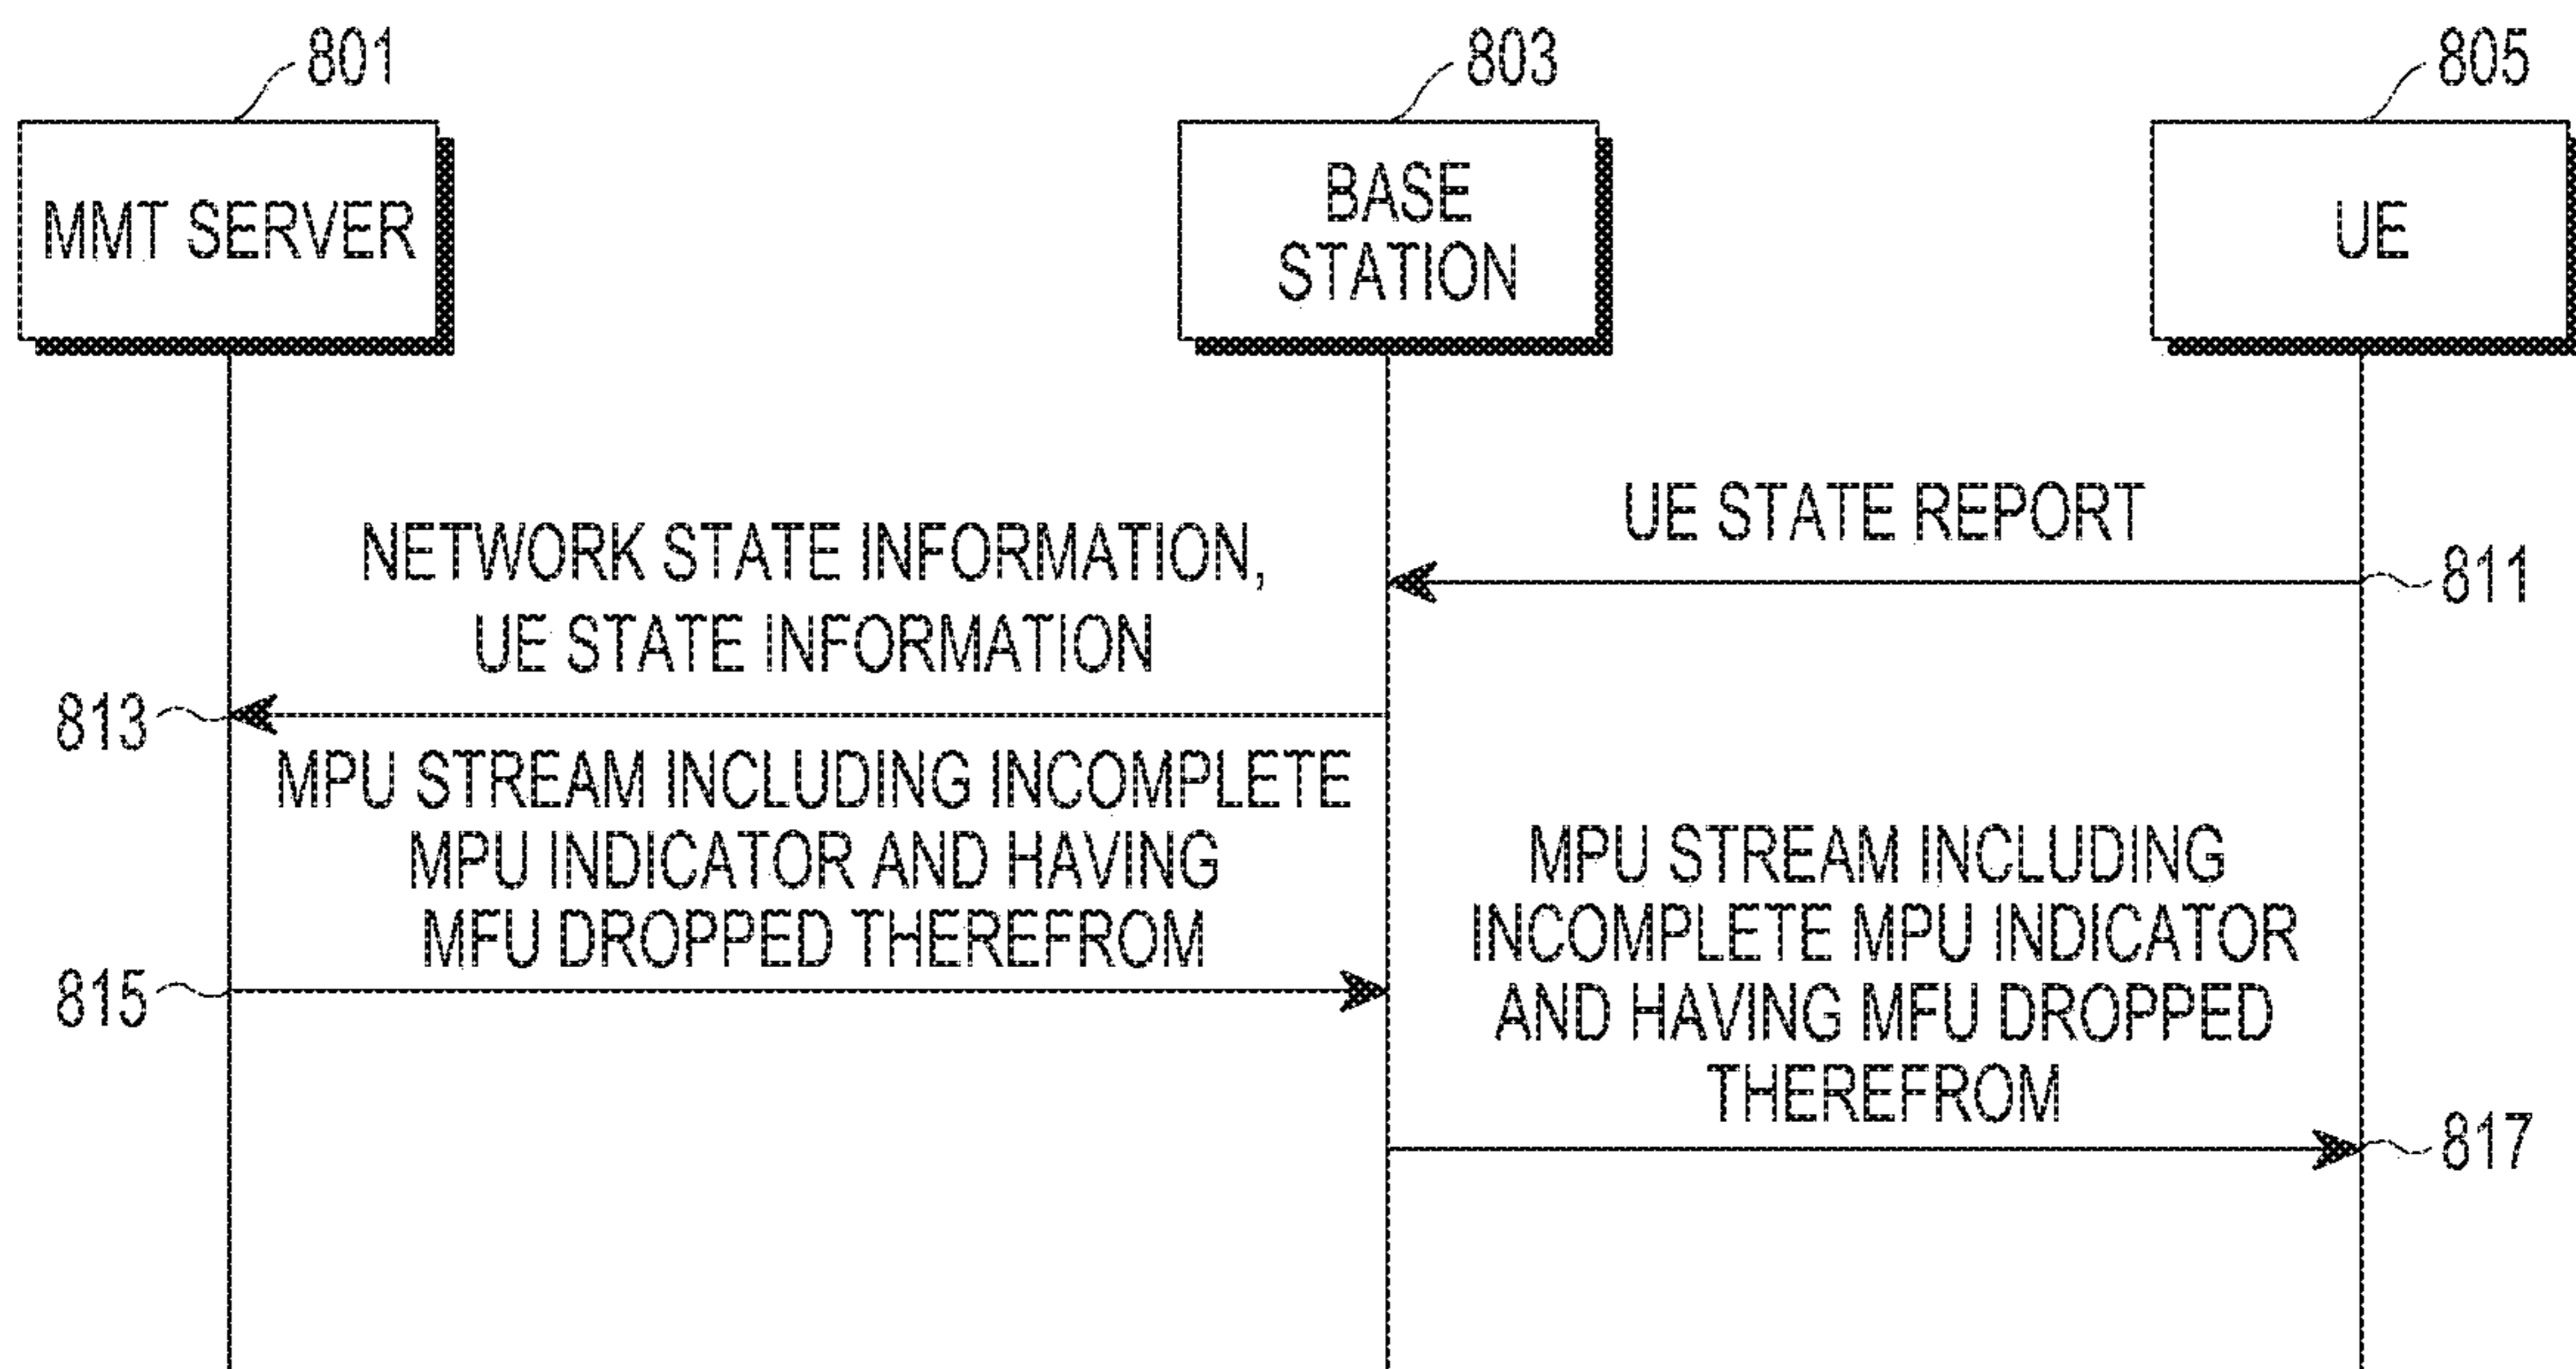 801
803
805
MMT SERVER
BASE
STATION
UE
UE STATE REPORT
811
NETWORK STATE INFORMATION,
UE STATE INFORMATION
813
MPU STREAM INCLUDING INCOMPLETE
MPU INDICATOR AND HAVING
MFU DROPPED THEREFROM
815
MPU STREAM INCLUDING
INCOMPLETE MPU INDICATOR
AND HAVING MFU DROPPED
THEREFROM
817